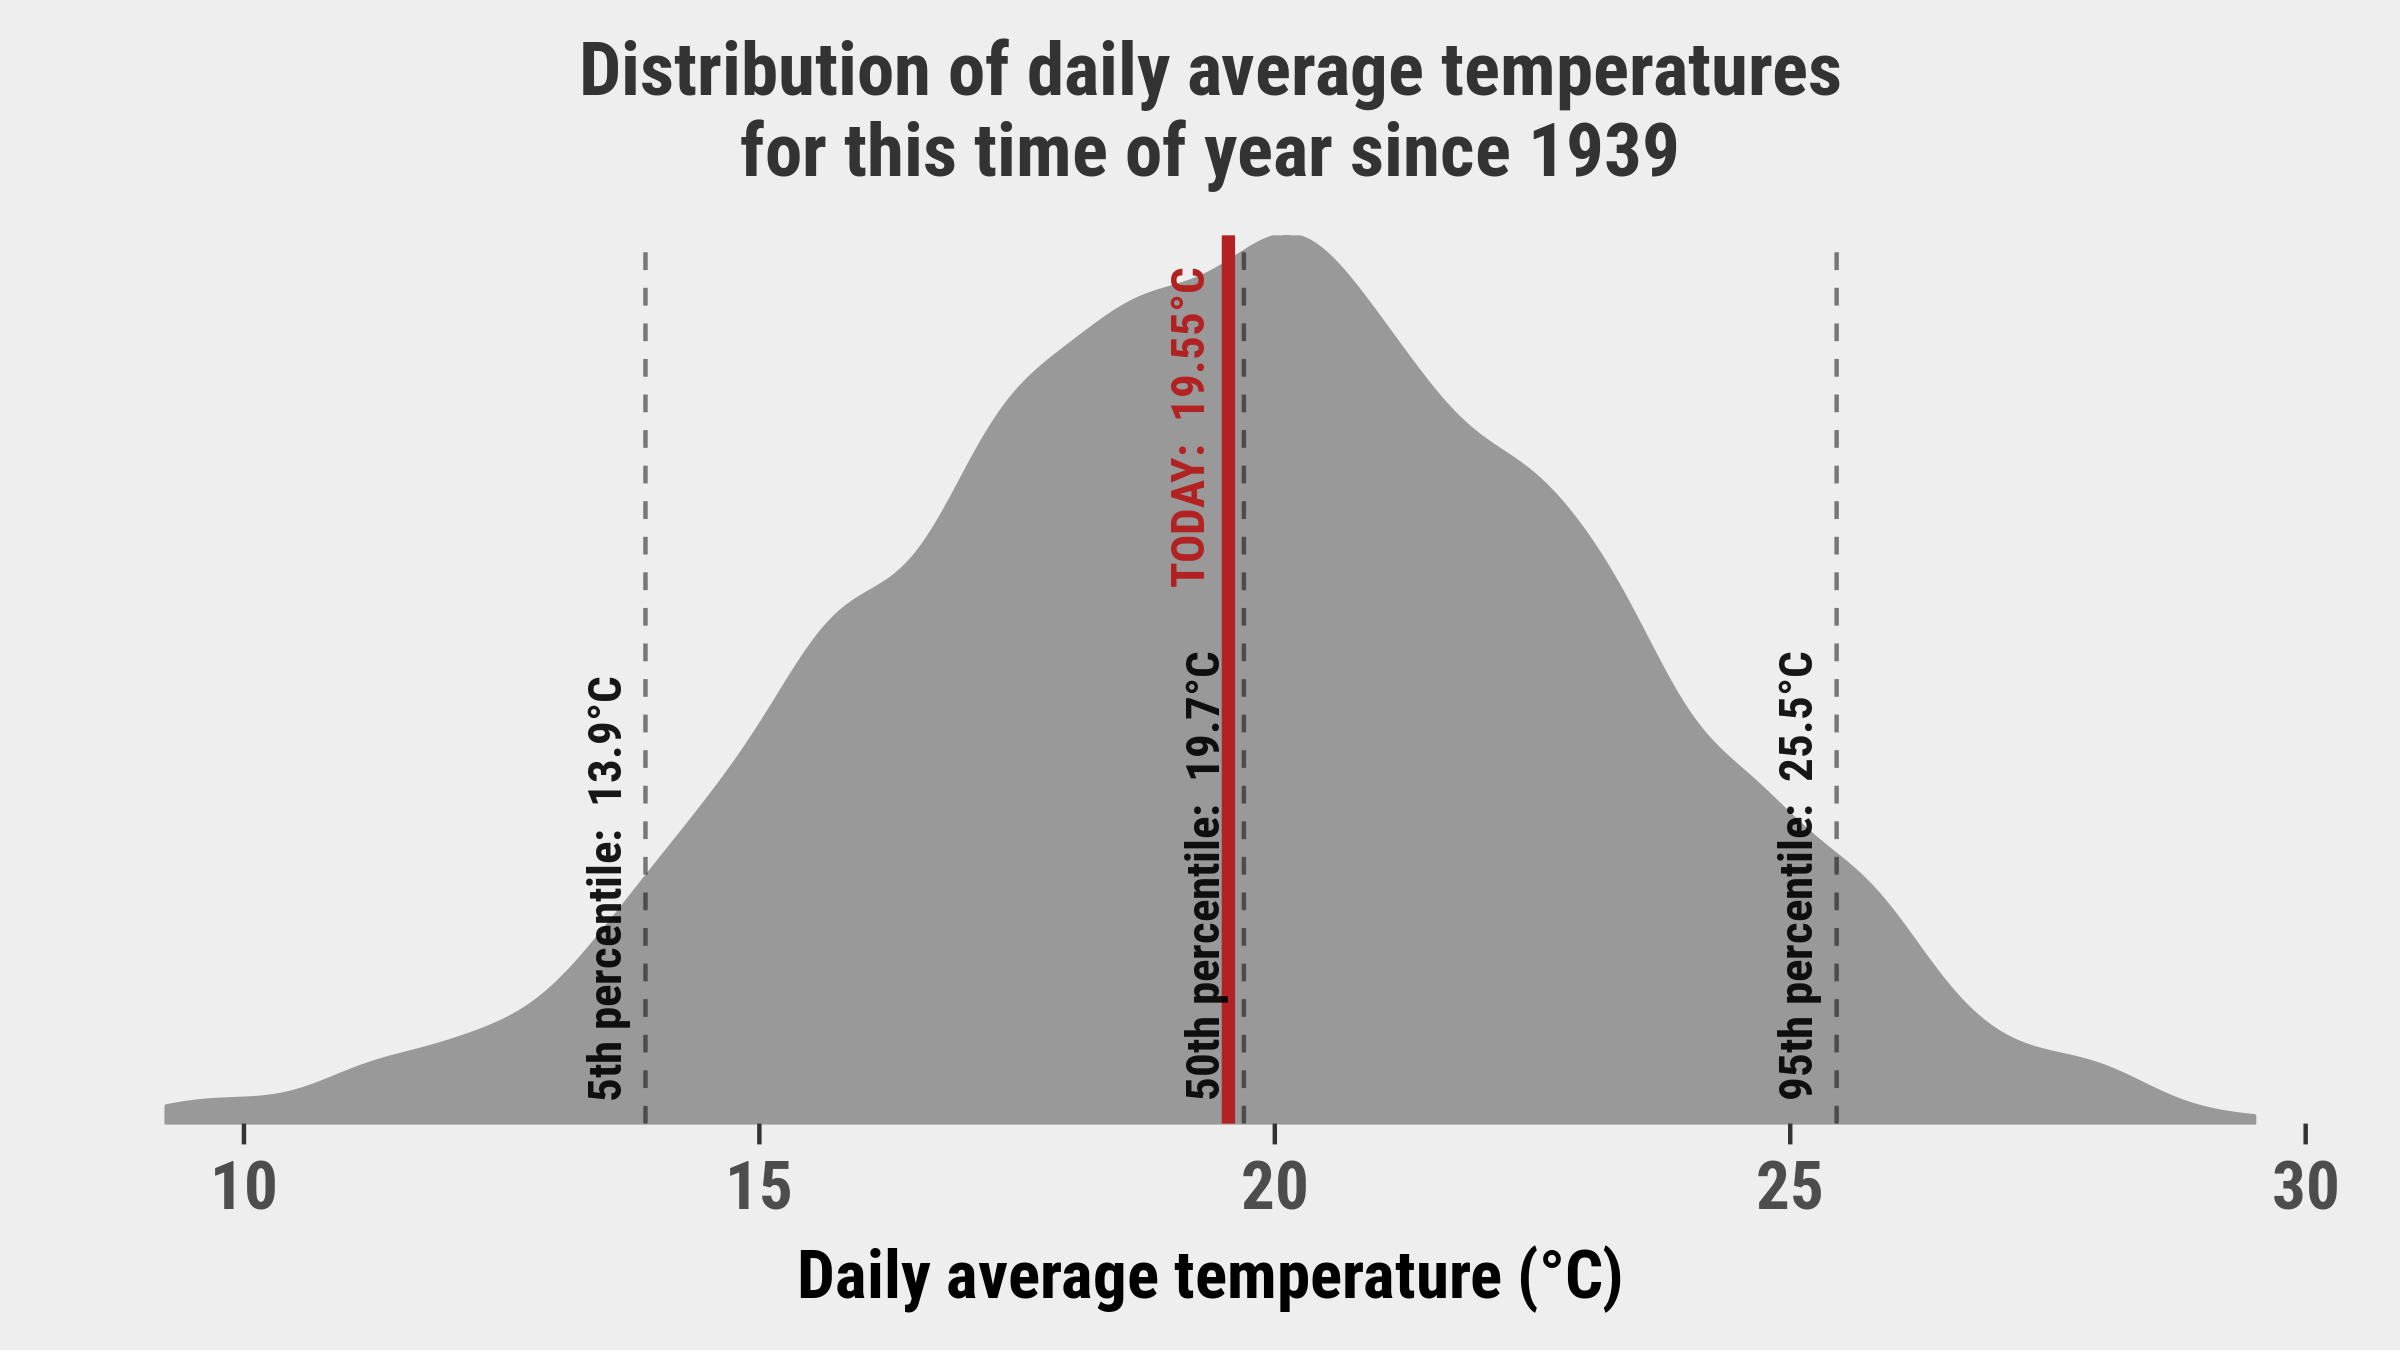 Distribution of daily average temperatures
for this time of year since 1939
TODAY: 19.55°C
5th percentile: 13.9°C
50th percentile: 19.7°C
95th percentile: 25.5°C
10 15 20 25 30
Daily average temperature (°C)